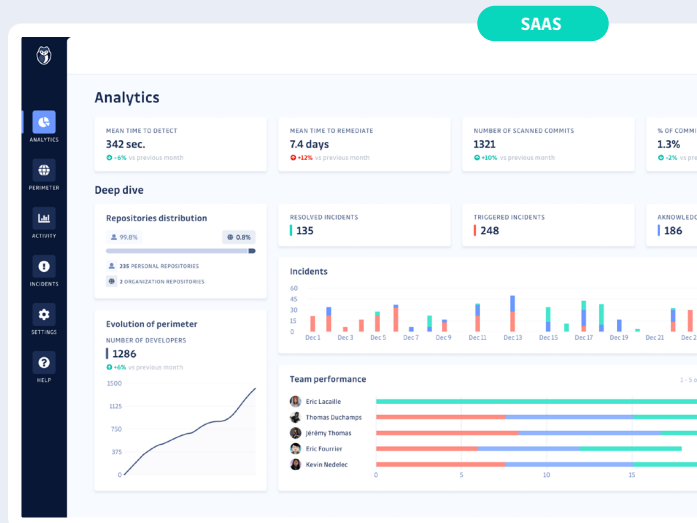 SAAS
ANALYTICS
PERIMETER
ACTIVITY
INCIDENTS
SETTINGS
HELP
Analytics
MEAN TIME TO DETECT
342 sec.
-6% vs previous month
MEAN TIME TO REMEDIATE
7.4 days
+12% vs previous month
NUMBER OF SCANNED COMMITS
1321
+10% vs previous month
% OF COMMI
1.3%
-2% vs pre
Deep dive
Repositories distribution
99.8%
0.8%
235 PERSONAL REPOSITORIES
2 ORGANIZATION REPOSITORIES
RESOLVED INCIDENTS
135
TRIGGERED INCIDENTS
248
AKNOWLEDG
186
Incidents
60
45
30
15
0
Dec 1 Dec 3 Dec 5 Dec 7 Dec 9 Dec 11 Dec 13 Dec 15 Dec 17 Dec 19 Dec 21 Dec 2
Evolution of perimeter
NUMBER OF DEVELOPERS
1286
+6% vs previous month
1500
1125
750
375
0
Team performance
1 - 5 o
Eric Lacaille
Thomas Duchamps
Jérémy Thomas
Eric Fourrier
Kevin Nedelec
0 5 10 15